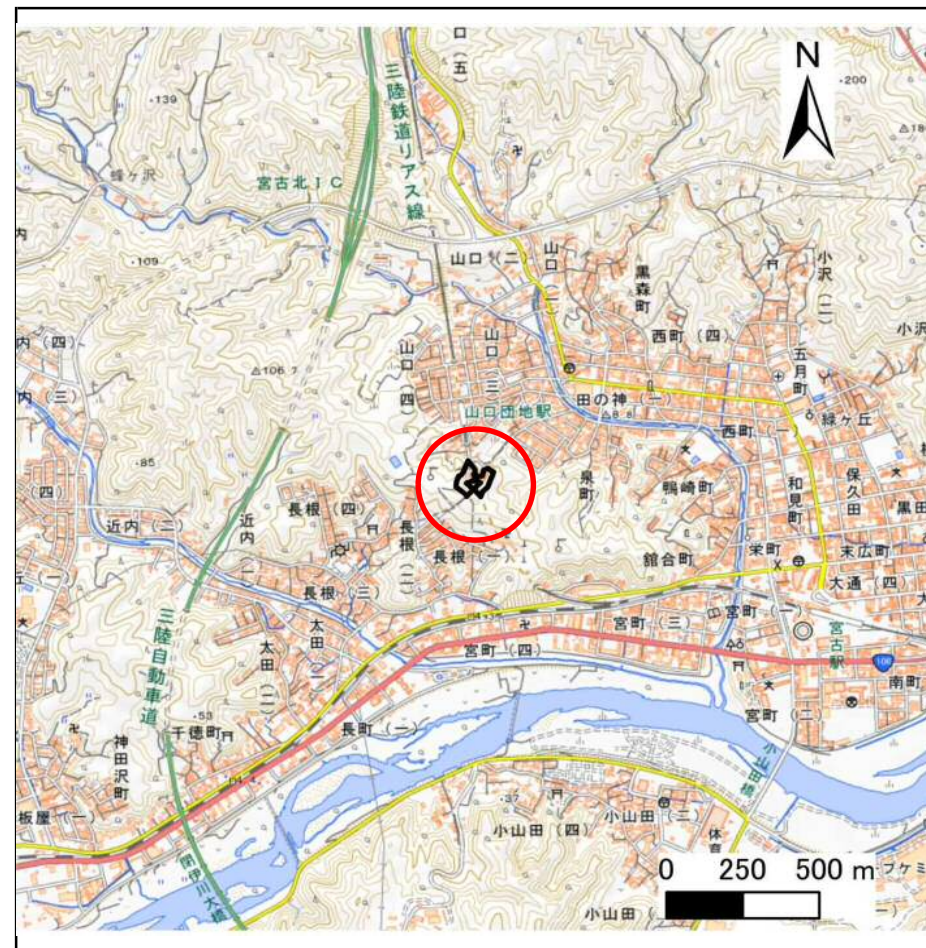 口(五)
N
・200
・139
三陸鉄道リアス線
蜂ヶ沢
宮古北IC
内
山口(二)
山口(一)
黒森町
小沢(二)
・109
西町(四)
小沢
内(四)
五月町
△106.7
山口(四)
山口(三)
内(三)
山口団地駅
田の神(一)
△8.8
緑ヶ丘
西町(一)
・85
和見町
保久田
(四)
近内(二)
近内(一)
長根(四)
泉町
鴨崎町
黒田
長根(二)
長根(一)
舘合町
栄町
末広町
大通(四)
長根(三)
宮町(一)
宮町(三)
太田(一)
太田(二)
宮町(四)
宮古駅
三陸自動車道
106
南町
宮町(二)
・53
千徳町
長町(一)
小山田橋
神田沢町
・37
板屋(一)
小山田(四)
小山田(二)
体育
閉伊川大橋
0 250 500 m
小山田(